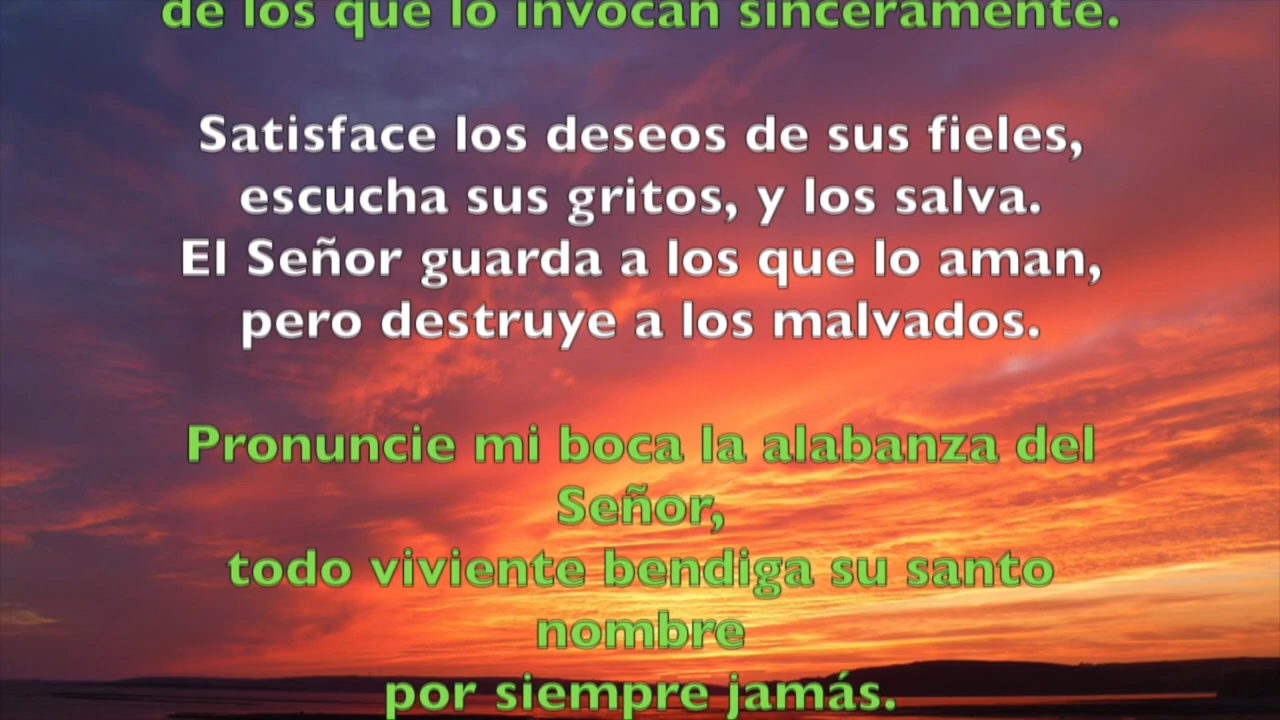 de los que lo invocan sinceramente.
Satisface los deseos de sus fieles,
escucha sus gritos, y los salva.
El Señor guarda a los que lo aman,
pero destruye a los malvados.
Pronuncie mi boca la alabanza del
Señor,
todo viviente bendiga su santo
nombre
por siempre jamás.